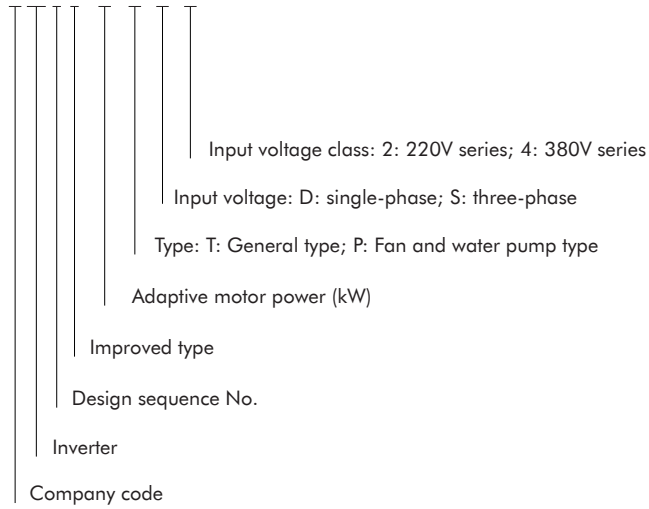 Input voltage class: 2: 220V series; 4: 380V series
Input voltage: D: single-phase; S: three-phase
Type: T: General type; P: Fan and water pump type
Adaptive motor power (kW)
Improved type
Design sequence No.
Inverter
Company code